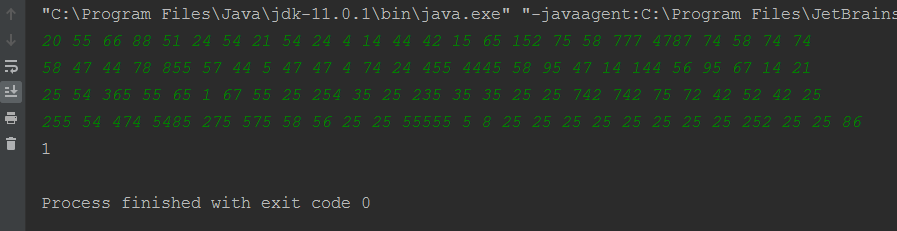 "C:\Program Files\Java\jdk-11.0.1\bin\java.exe" "-javaagent:C:\Program Files\JetBrains
20 55 66 88 51 24 54 21 54 24 4 14 44 42 15 65 152 75 58 777 4787 74 58 74 74
58 47 44 78 855 57 44 5 47 47 4 74 24 455 4445 58 95 47 14 144 56 95 67 14 21
25 54 365 55 65 1 67 55 25 254 35 25 235 35 35 25 25 742 742 75 72 42 52 42 25
255 54 474 5485 275 575 58 56 25 25 55555 5 8 25 25 25 25 25 25 25 25 252 25 25 86
1
Process finished with exit code 0